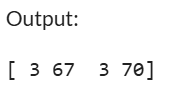 Output:
[ 3 67  3 70]